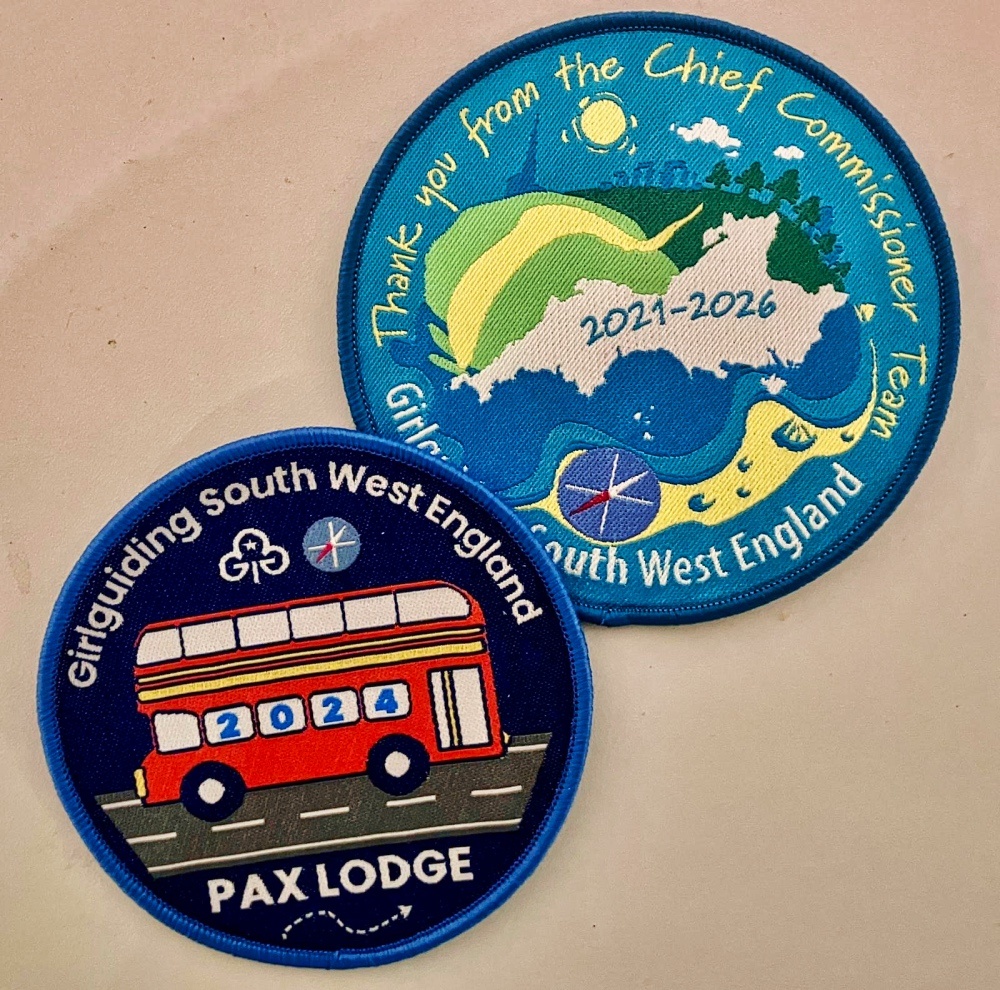 Thank you from the Chief Commissioner Team
2021-2026
South West England
Girlguiding South West England
2024
PAX LODGE